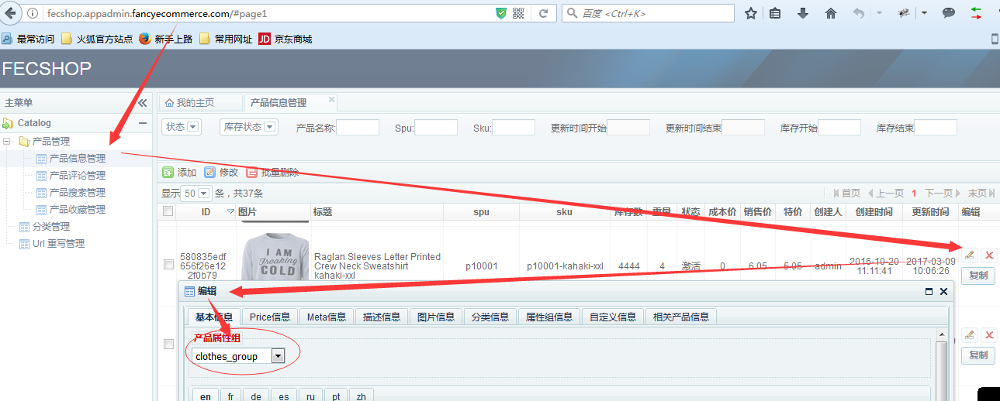 fecshop.appadmin.fancyecommerce.com/#page1
百度 <Ctrl+K>
最常访问 火狐官方站点 新手上路 常用网址 JD 京东商城
FECSHOP
主菜单
Catalog
产品管理
产品信息管理
产品评论管理
产品搜索管理
产品收藏管理
分类管理
Url 重写管理
我的主页 产品信息管理
状态 库存状态 产品名称: Spu: Sku: 更新时间开始 更新时间结束 库存开始 库存结束
添加 修改 批量删除
显示 50 条，共37条 首页 上一页 1 下一页 末页
ID 图片 标题 spu sku 库存数 重量 状态 成本价 销售价 特价 创建人 创建时间 更新时间 编辑
I AM
Freaking
COLD
580835edf
656f26e12
2f0b79
Raglan Sleeves Letter Printed
Crew Neck Sweatshirt
kahaki-xxl
p10001 p10001-kahaki-xxl 4444 4 激活 0 6.05 5.05 admin
2016-10-20
11:11:41
2017-03-09
10:06:26
复制
编辑
基本信息 Price信息 Meta信息 描述信息 图片信息 分类信息 属性组信息 自定义信息 相关产品信息
产品属性组
clothes_group
复制
en fr de es ru pt zh